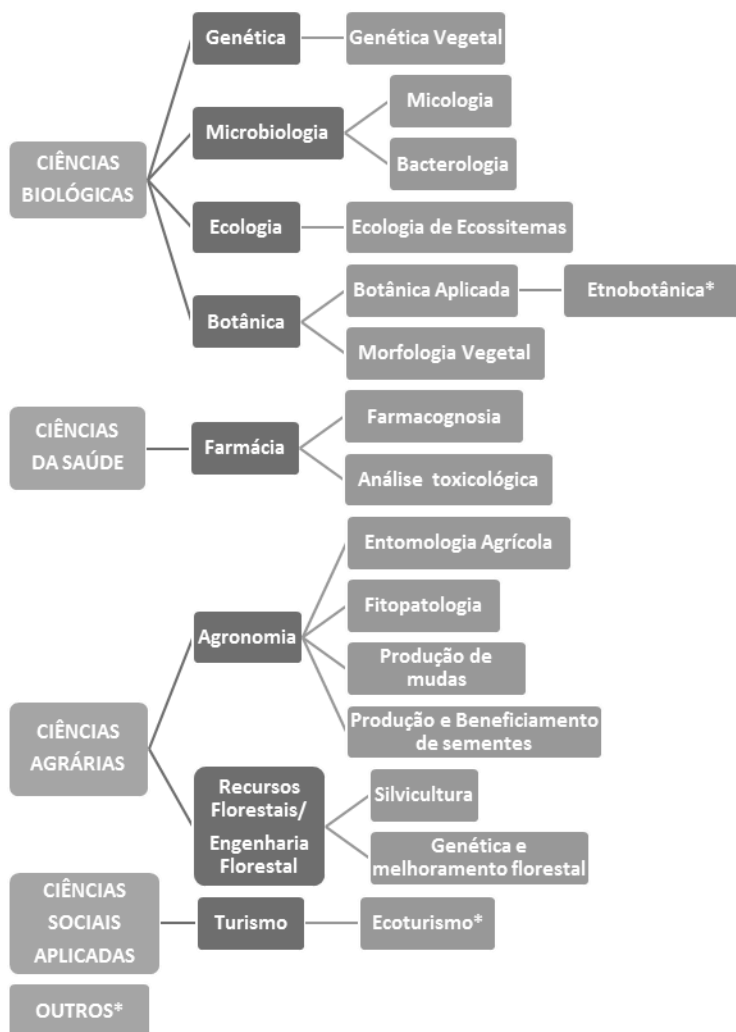 Genética
Genética Vegetal
Micologia
Microbiologia
Bacterologia
CIÊNCIAS
BIOLÓGICAS
Ecologia
Ecologia de Ecossitemas
Botânica
Botânica Aplicada
Etnobotânica*
Morfologia Vegetal
CIÊNCIAS
DA SAÚDE
Farmácia
Farmacognosia
Análise toxicológica
Entomologia Agrícola
Agronomia
Fitopatologia
Produção de
mudas
Produção e Beneficiamento
de sementes
CIÊNCIAS
AGRÁRIAS
Recursos
Florestais/
Engenharia
Florestal
Silvicultura
Genética e
melhoramento florestal
CIÊNCIAS
SOCIAIS
APLICADAS
Turismo
Ecoturismo*
OUTROS*